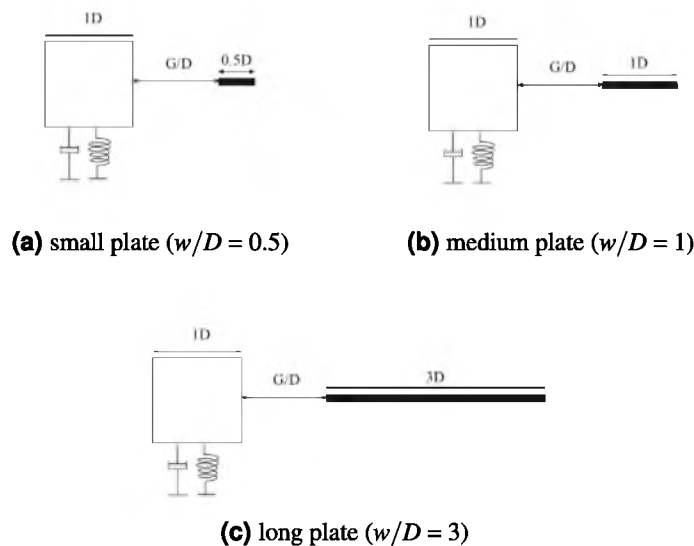 1D
G/D
0.5D
(a) small plate (w/D = 0.5)
1D
G/D
1D
(b) medium plate (w/D = 1)
1D
G/D
3D
(c) long plate (w/D = 3)